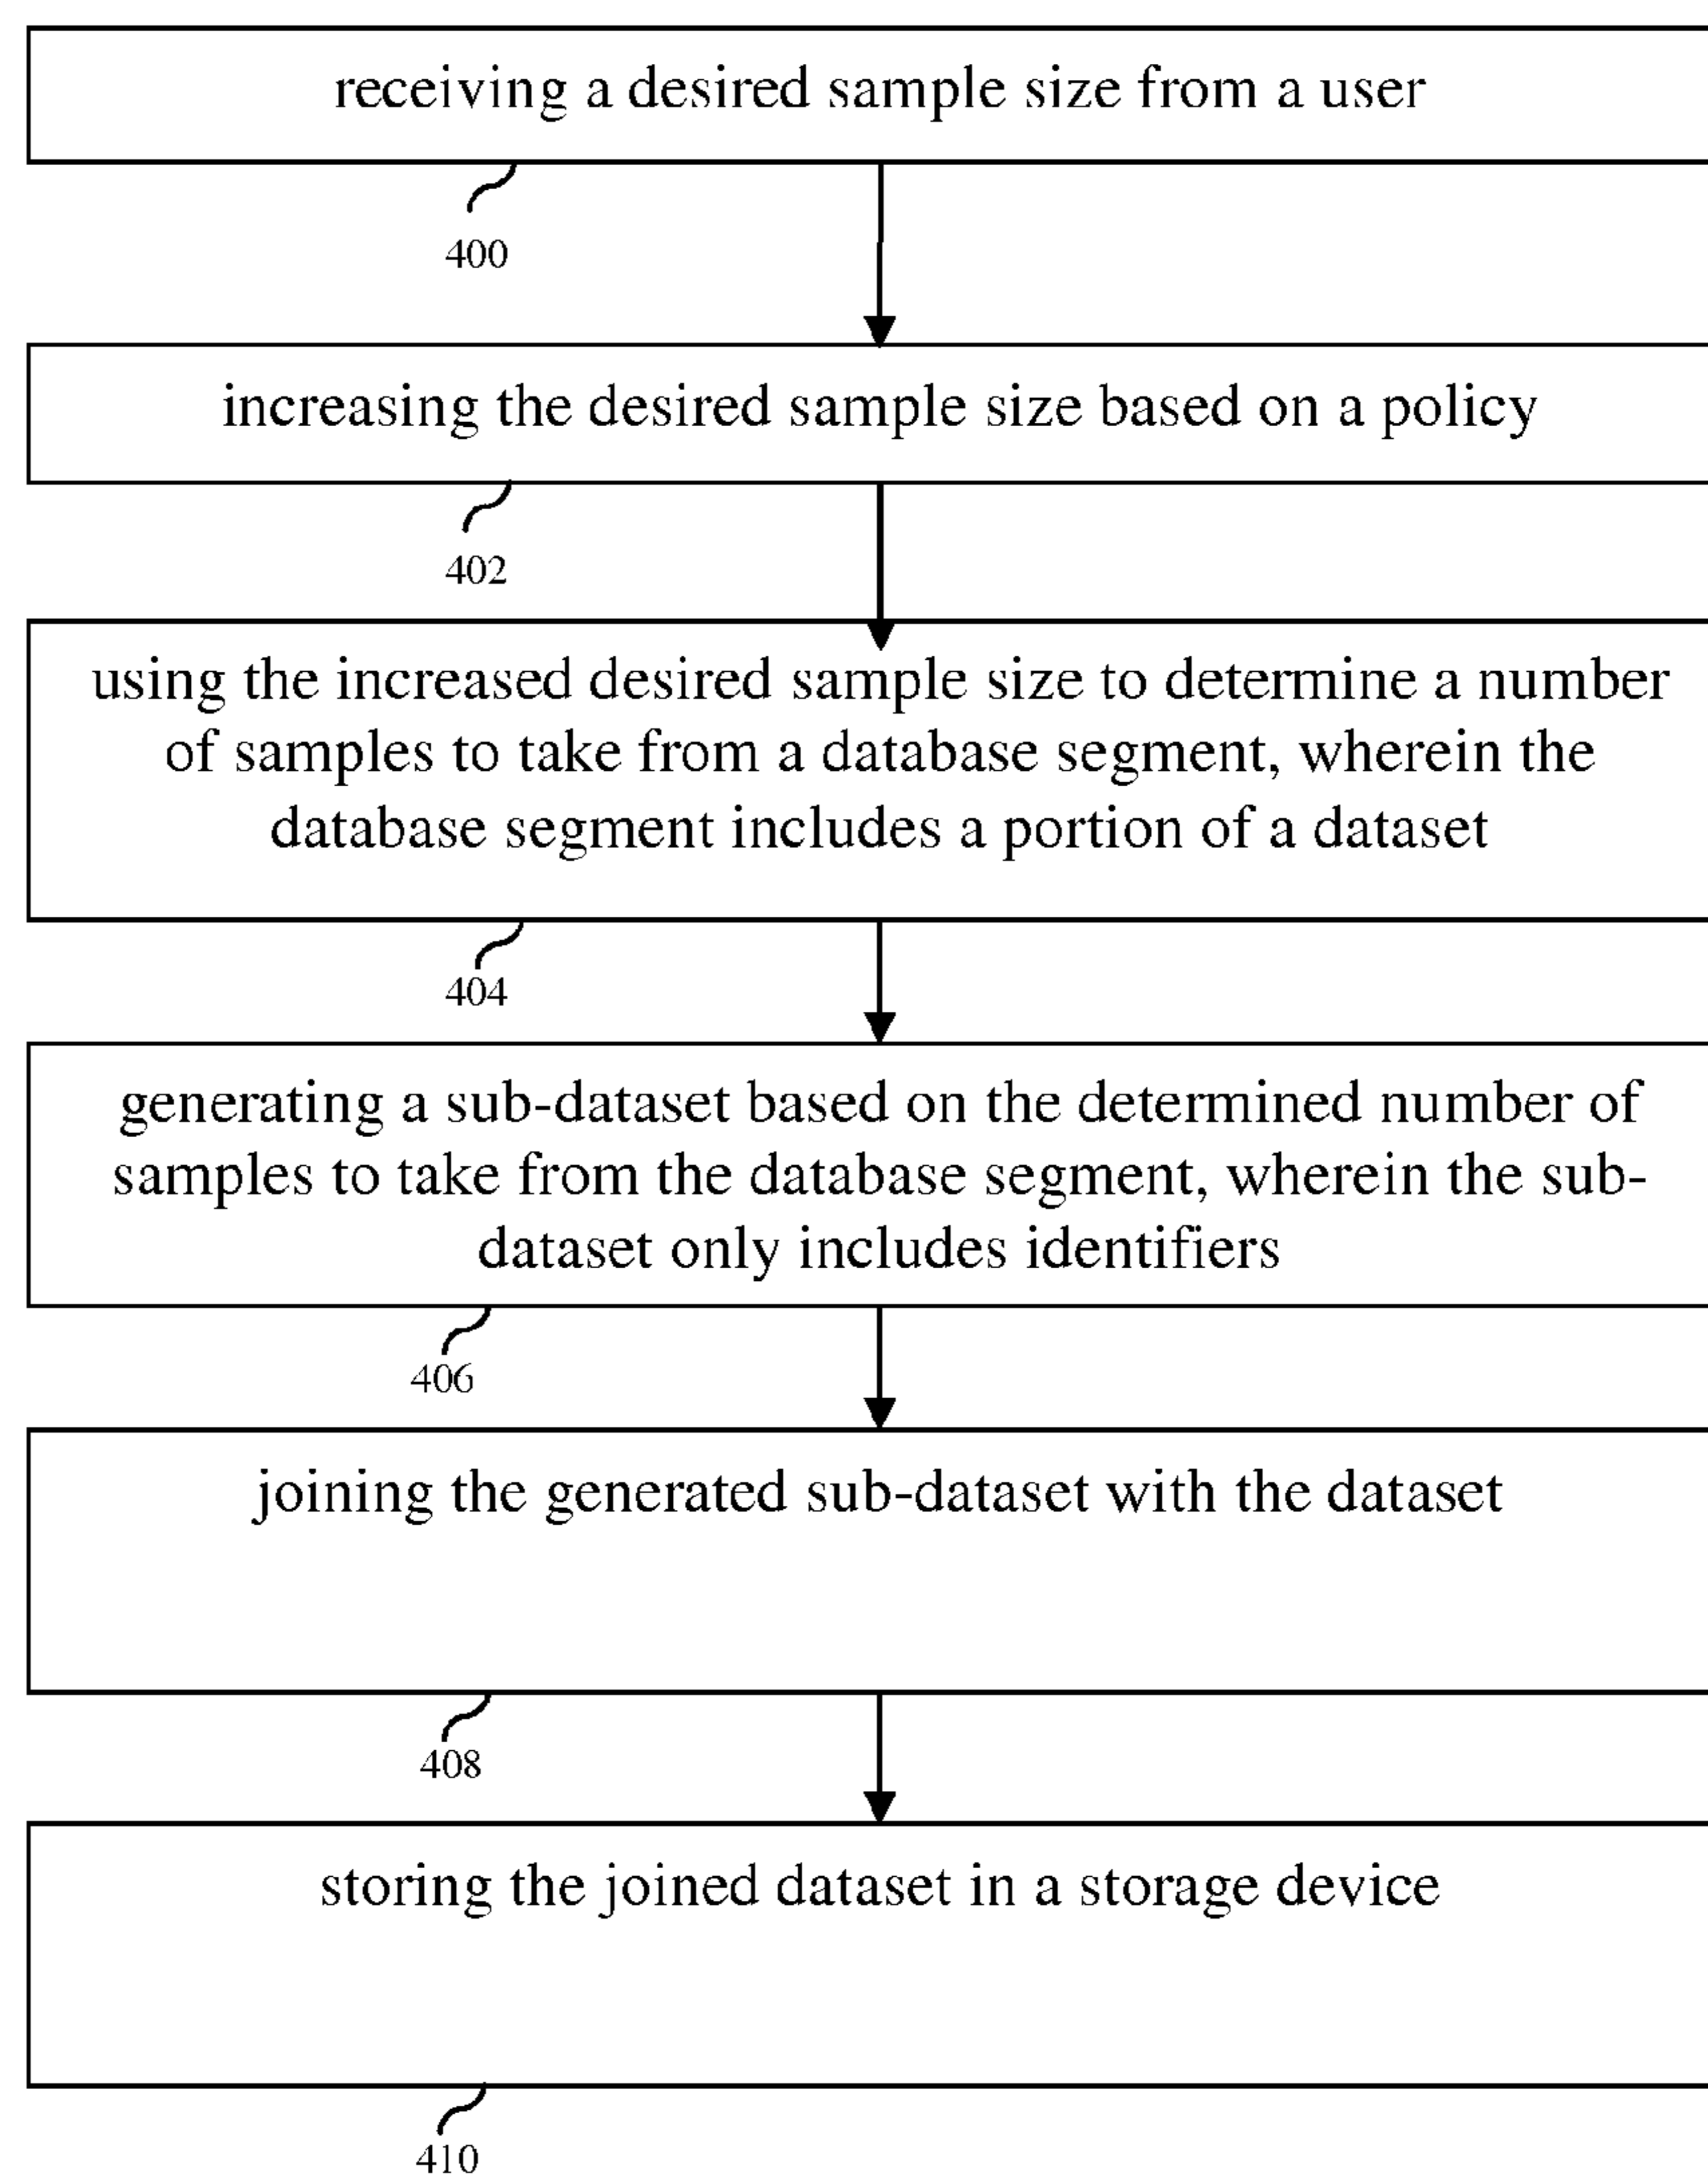 receiving a desired sample size from a user
400
increasing the desired sample size based on a policy
402
using the increased desired sample size to determine a number
of samples to take from a database segment, wherein the
database segment includes a portion of a dataset
404
generating a sub-dataset based on the determined number of
samples to take from the database segment, wherein the sub-
dataset only includes identifiers
406
joining the generated sub-dataset with the dataset
408
storing the joined dataset in a storage device
410